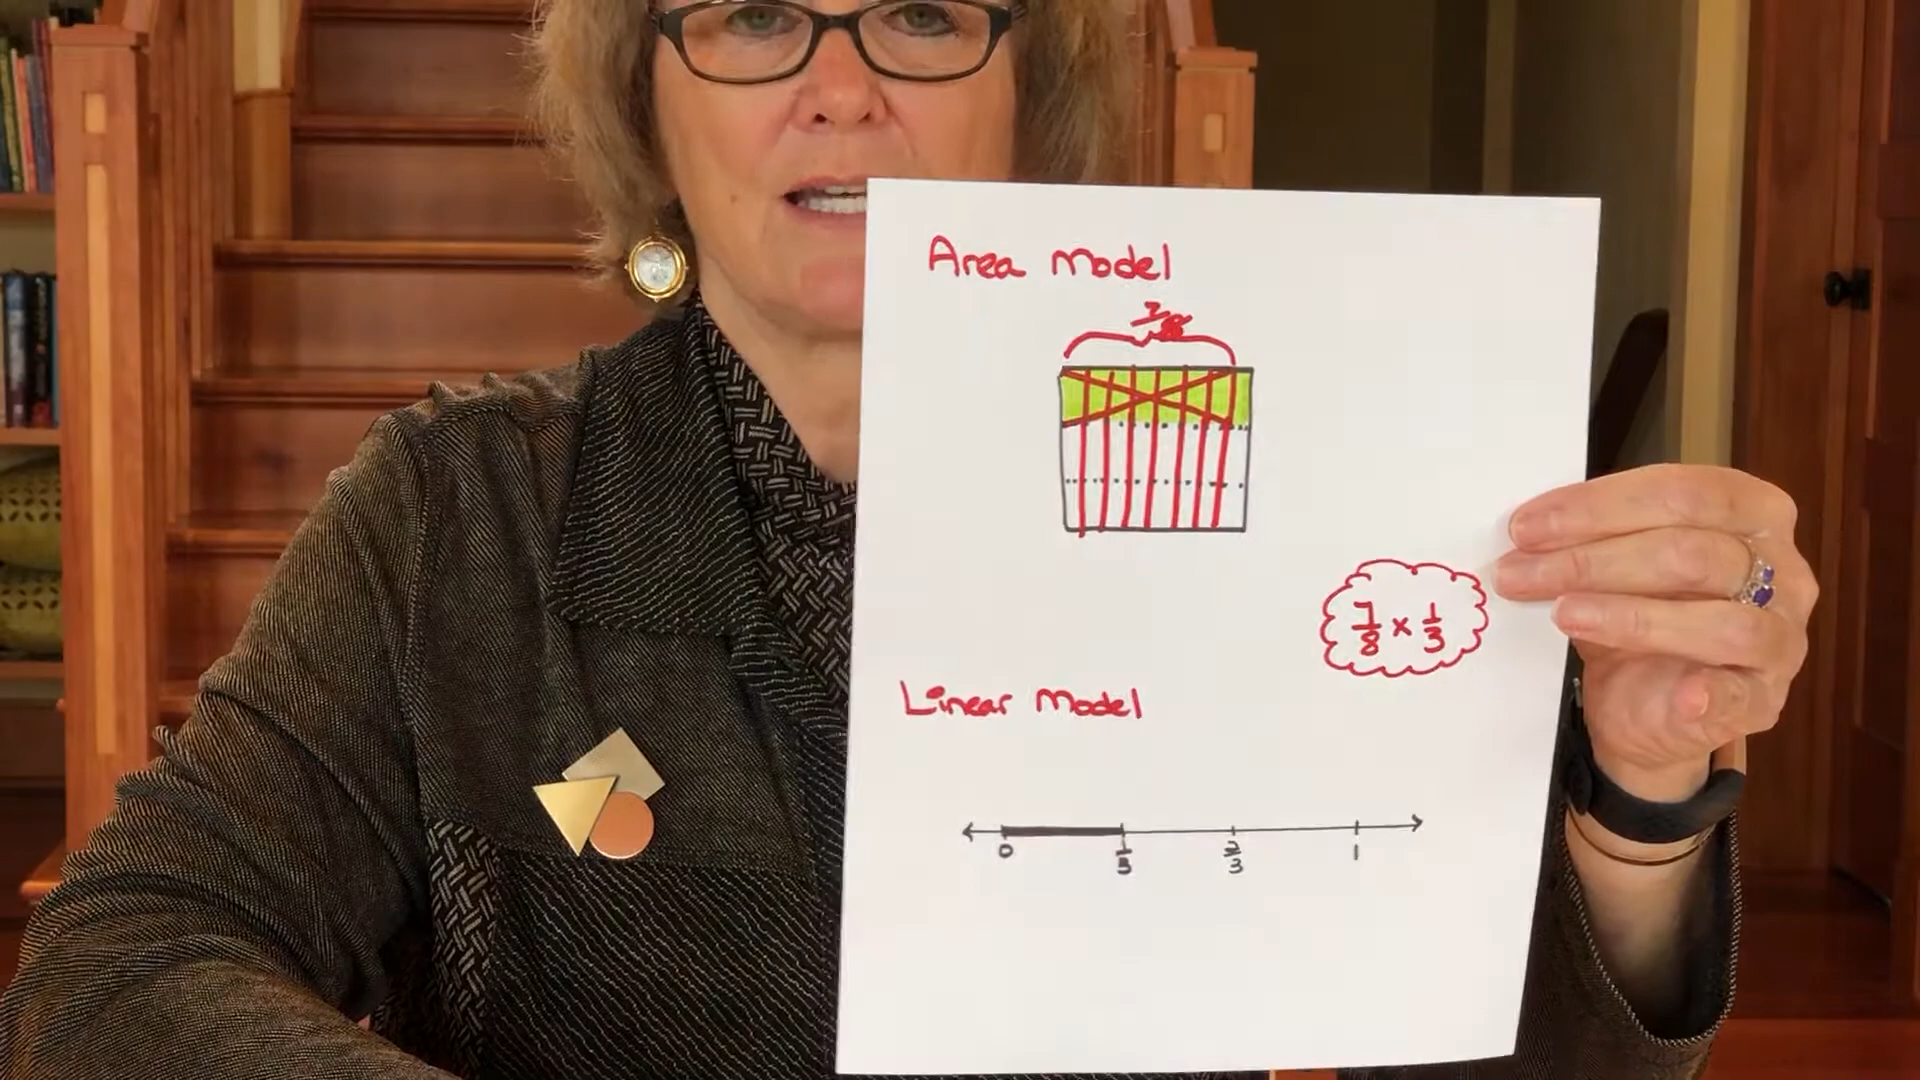 Area Model
7/8
7/8 x 1/3
Linear Model
0 1/3 2/3 1